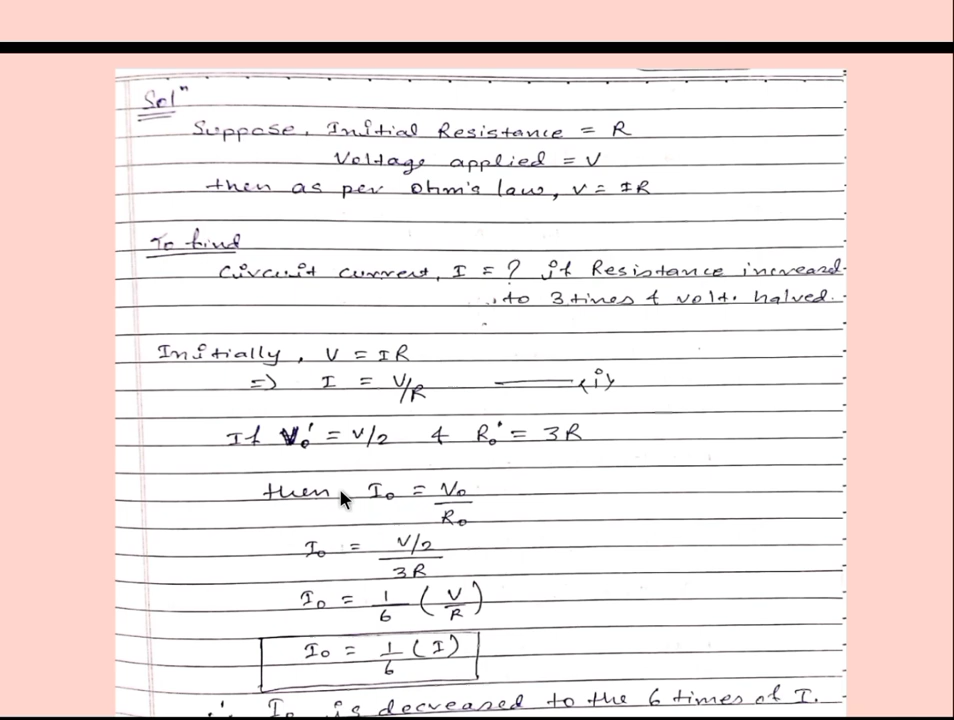 Solⁿ
Suppose, Initial Resistance = R
Voltage applied = V
then as per Ohm's law, V = IR
To find
Circuit current, I = ? if Resistance increased
to 3 times & volt. halved.
Initially, V = IR
=> I = V/R ——— (i)
If V₀' = V/2 & R₀' = 3R
then, I₀ = V₀/R₀
I₀ = (V/2)/3R
I₀ = 1/6 (V/R)
I₀ = 1/6 (I)
∴ I₀ is decreased to the 6 times of I.